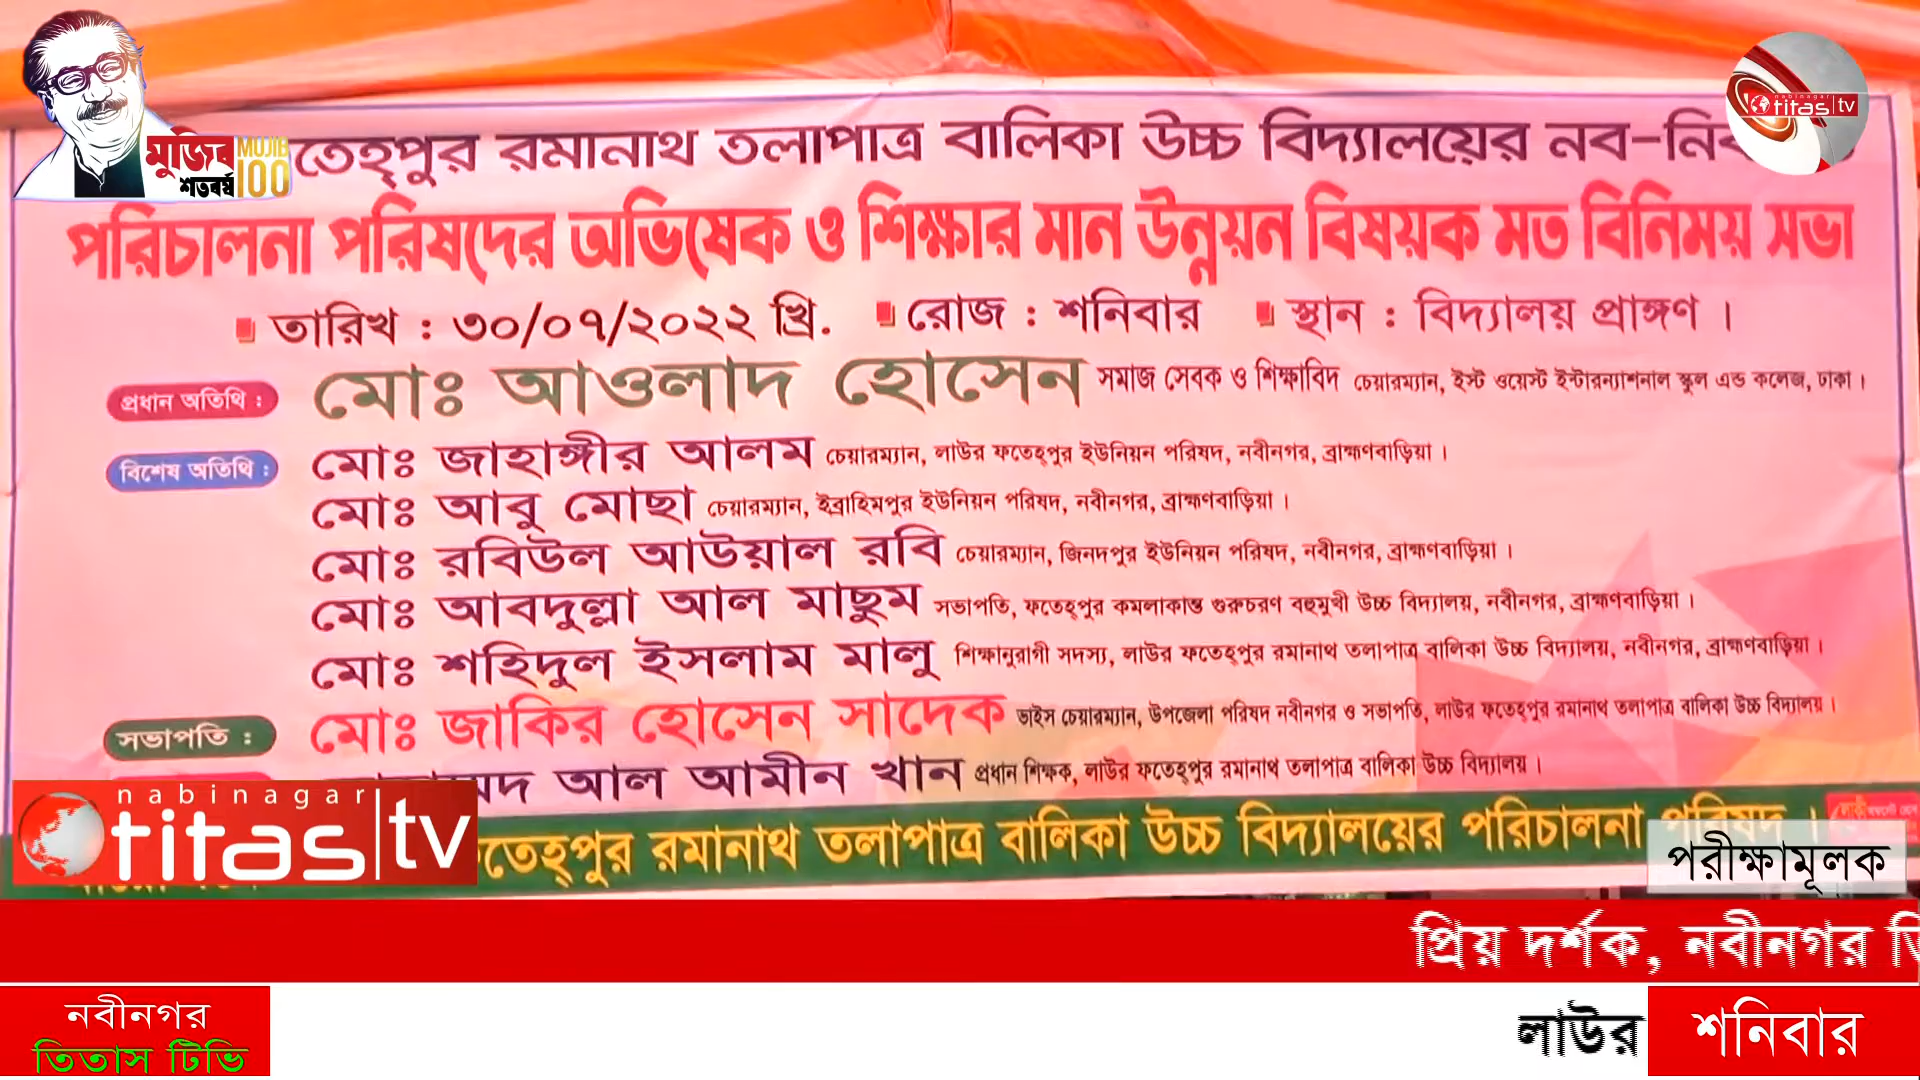 মুজিব
শতবর্ষ
MUJIB
100
nabinagar
titas tv
রমানাথ তলাপাত্র বালিকা উচ্চ বিদ্যালয়ের
পরিচালনা পরিষদের অভিষেক ও শিক্ষার মান উন্নয়ন বিষয়ক মত বিনিময় সভা
তারিখ : ৩০/০৭/২০২২ খ্রি. রোজ : শনিবার স্থান : বিদ্যালয় প্রাঙ্গণ ।
প্রধান অতিথি : মোঃ আওলাদ হোসেন সমাজ সেবক ও শিক্ষাবিদ চেয়ারম্যান, ইস্ট ওয়েস্ট ইন্টারন্যাশনাল স্কুল এন্ড কলেজ, ঢাকা ।
বিশেষ অতিথি : মোঃ জাহাঙ্গীর আলম চেয়ারম্যান, লাউর ফতেহ্পুর ইউনিয়ন পরিষদ, নবীনগর, ব্রাহ্মণবাড়িয়া ।
মোঃ আবু মোছা চেয়ারম্যান, ইব্রাহিমপুর ইউনিয়ন পরিষদ, নবীনগর, ব্রাহ্মণবাড়িয়া ।
মোঃ রবিউল আউয়াল রবি চেয়ারম্যান, জিনদপুর ইউনিয়ন পরিষদ, নবীনগর, ব্রাহ্মণবাড়িয়া ।
মোঃ আবদুল্লা আল মাছুম সভাপতি, ফতেহ্পুর কমলাকান্ত গুরুচরণ বহুমুখী উচ্চ বিদ্যালয়, নবীনগর, ব্রাহ্মণবাড়িয়া ।
মোঃ শহিদুল ইসলাম মালু শিক্ষানুরাগী সদস্য, লাউর ফতেহ্পুর রমানাথ তলাপাত্র বালিকা উচ্চ বিদ্যালয়, নবীনগর, ব্রাহ্মণবাড়িয়া ।
সভাপতি : মোঃ জাকির হোসেন সাদেক ভাইস চেয়ারম্যান, উপজেলা পরিষদ নবীনগর ও সভাপতি, লাউর ফতেহ্পুর রমানাথ তলাপাত্র বালিকা উচ্চ বিদ্যালয় ।
আল আমীন খান প্রধান শিক্ষক, লাউর ফতেহ্পুর রমানাথ তলাপাত্র বালিকা উচ্চ বিদ্যালয় ।
nabinagar
titas tv
রমানাথ তলাপাত্র বালিকা উচ্চ বিদ্যালয়ের পরিচালনা পরিষদ ।
পরীক্ষামূলক
প্রিয় দর্শক, নবীনগর
নবীনগর
তিতাস টিভি
লাউর
শনিবার